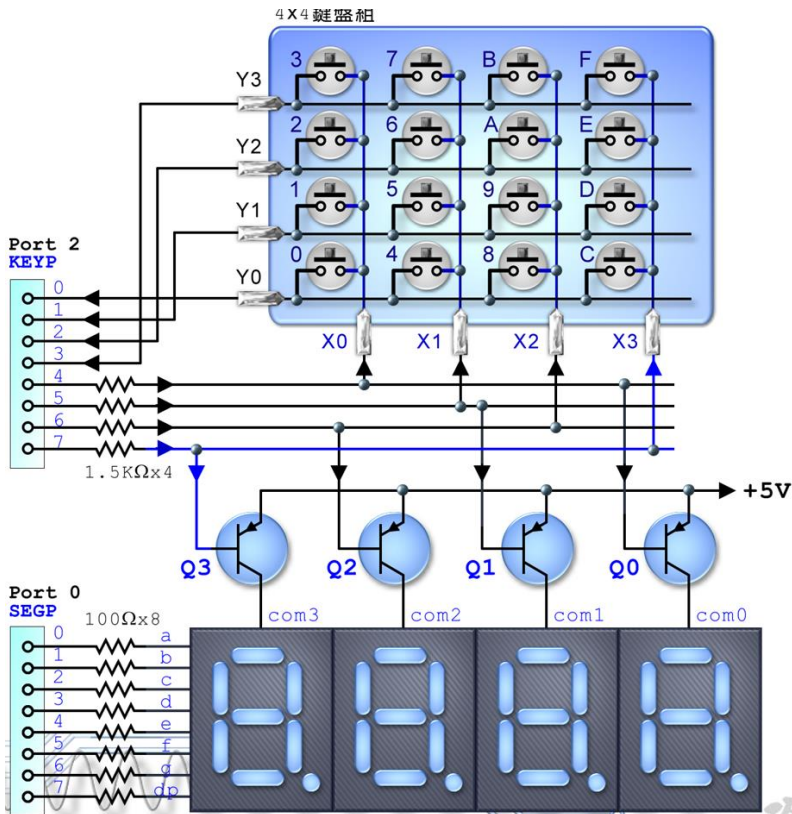 4x4鍵盤組
3 7 B F
Y3
2 6 A E
Y2
1 5 9 D
Y1
0 4 8 C
Y0
Port 2
KEYP
0
1
2
3
4
5
6
7
X0 X1 X2 X3
1.5KΩx4
+5V
Q3 Q2 Q1 Q0
com3 com2 com1 com0
Port 0
SEGP
100Ωx8
0 a
1 b
2 c
3 d
4 e
5 f
6 g
7 dp